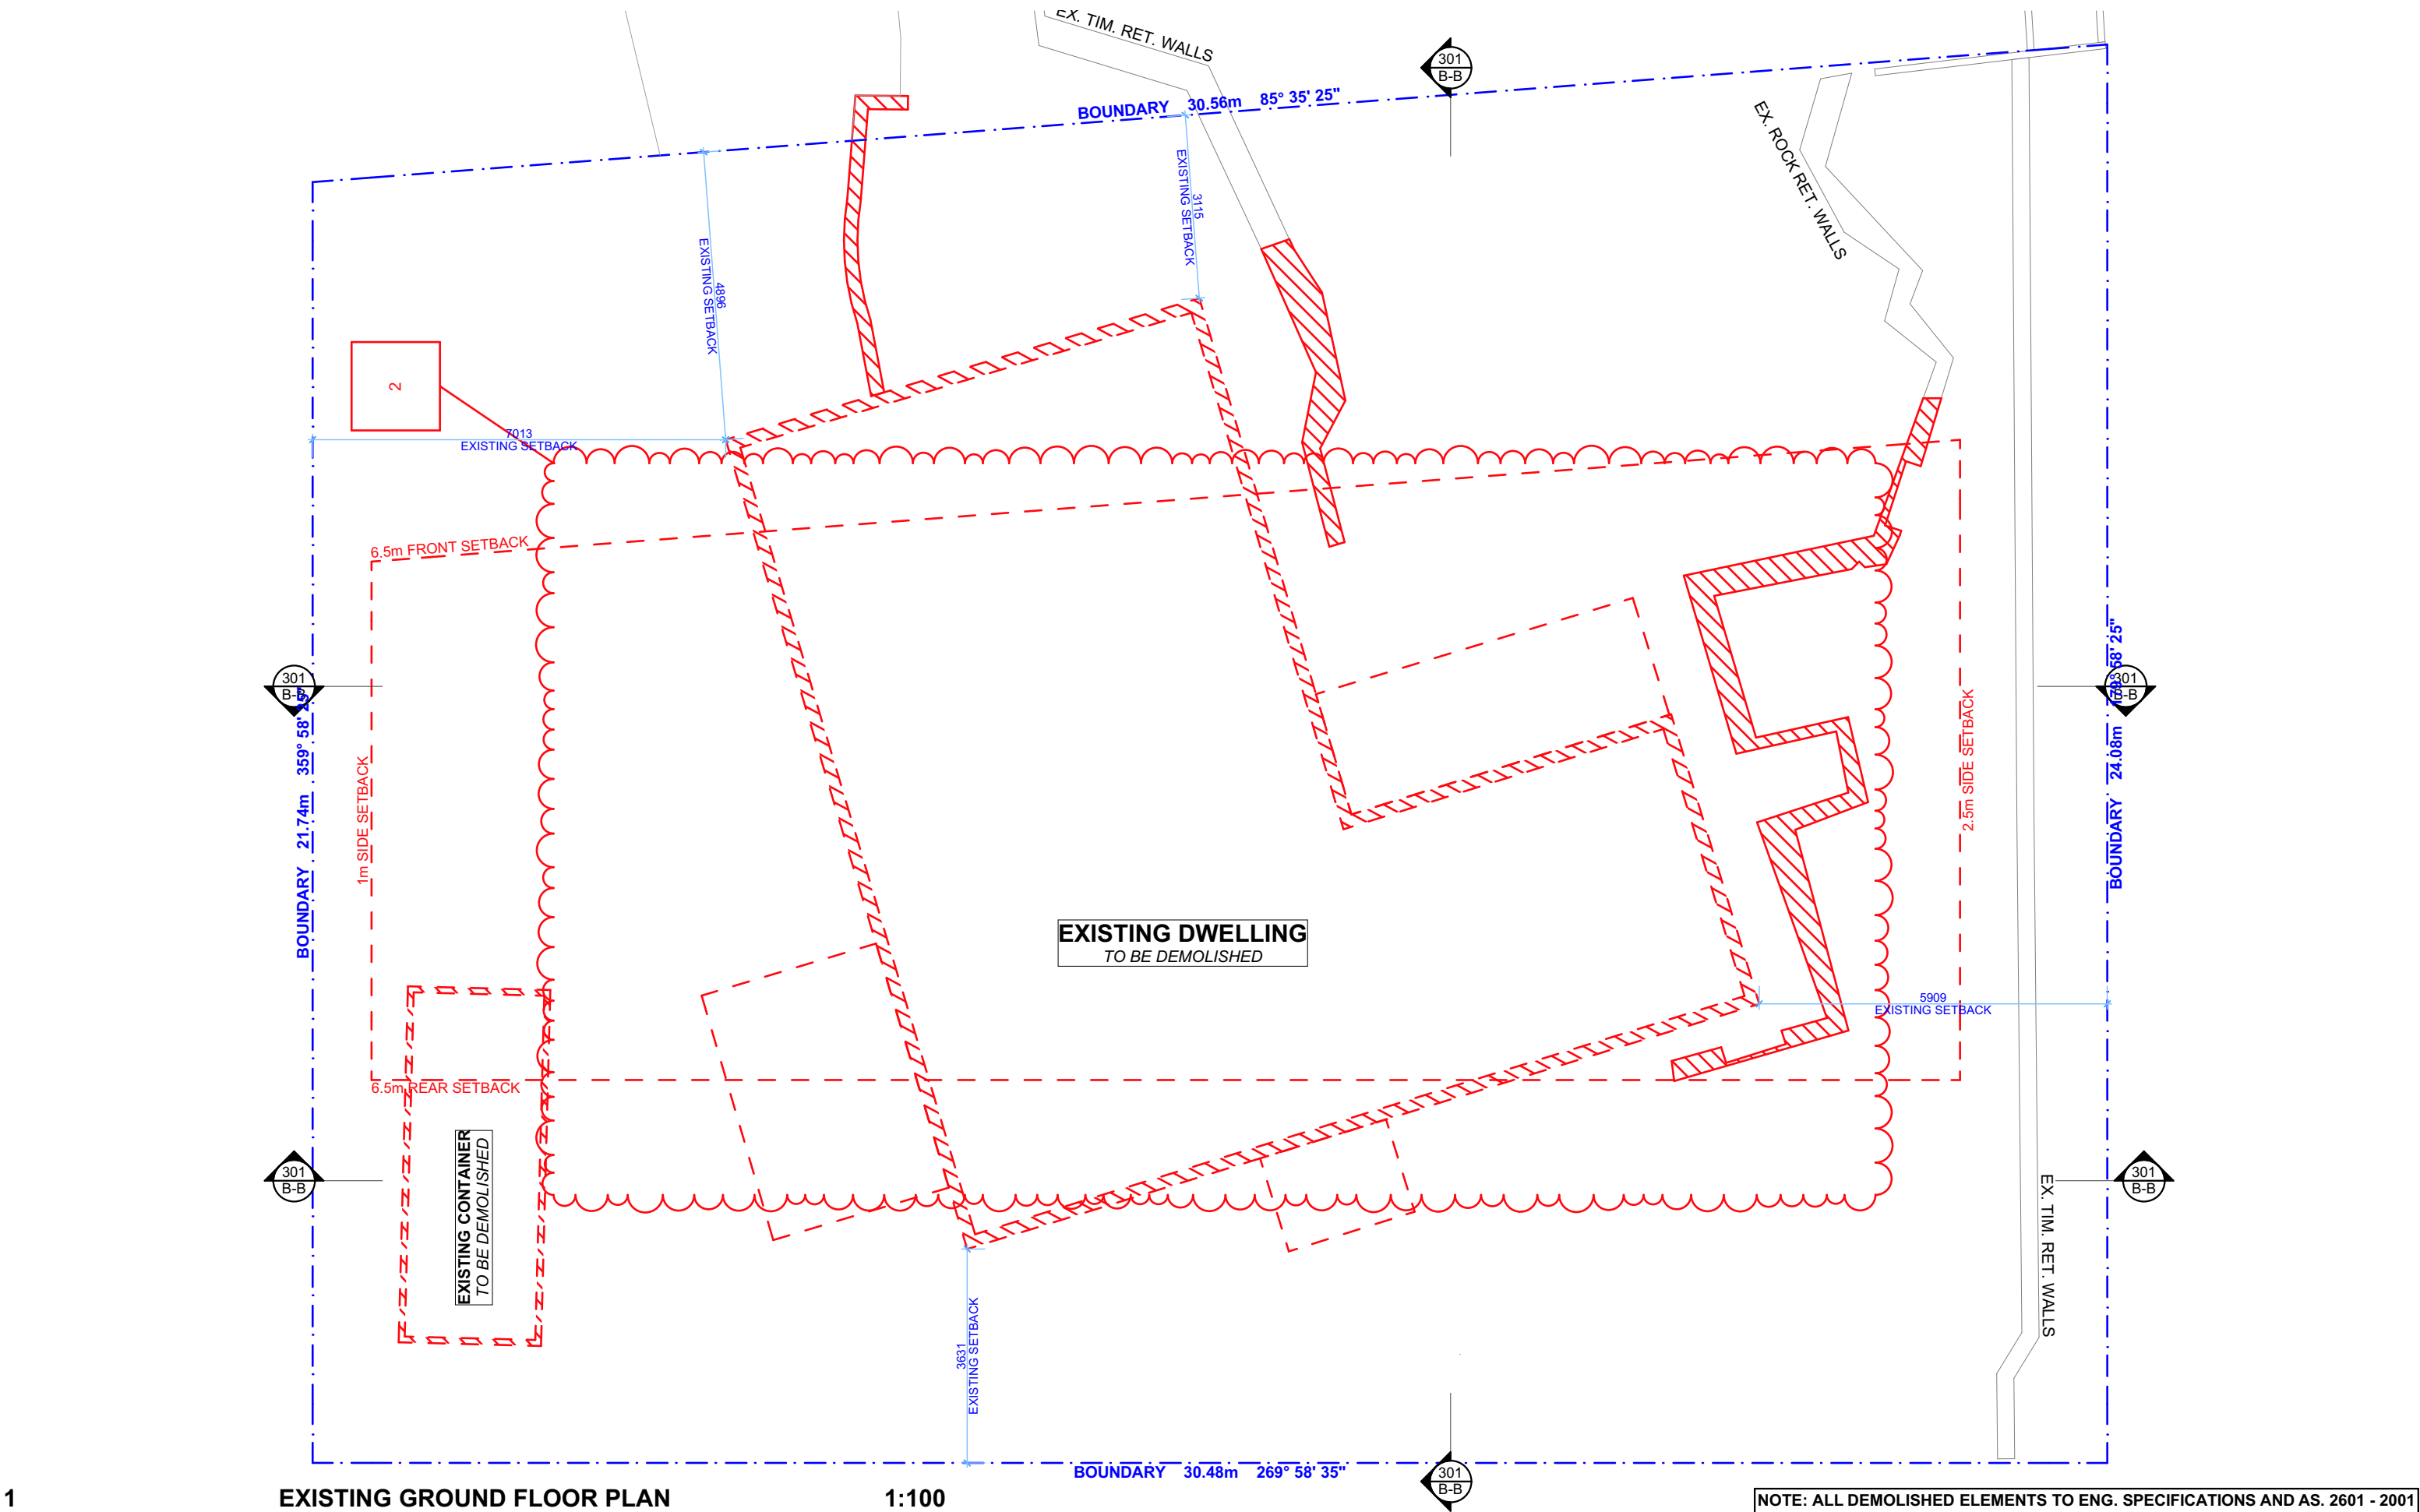 EX. TIM. RET. WALLS
301
B-B
BOUNDARY 30.56m 85° 35' 25"
EX. ROCK RET. WALLS
3115
EXISTING SETBACK
4896
EXISTING SETBACK
2
7013
EXISTING SETBACK
6.5m FRONT SETBACK
301
B-B
BOUNDARY 21.74m 359° 58' 25"
1m SIDE SETBACK
2.5m SIDE SETBACK
301
B-B
BOUNDARY 24.08m 179° 58' 25"
EXISTING DWELLING
TO BE DEMOLISHED
5909
EXISTING SETBACK
6.5m REAR SETBACK
EXISTING CONTAINER
TO BE DEMOLISHED
301
B-B
301
B-B
EX. TIM. RET. WALLS
3631
EXISTING SETBACK
BOUNDARY 30.48m 269° 58' 35"
301
B-B
1
EXISTING GROUND FLOOR PLAN 1:100
NOTE: ALL DEMOLISHED ELEMENTS TO ENG. SPECIFICATIONS AND AS. 2601 - 2001